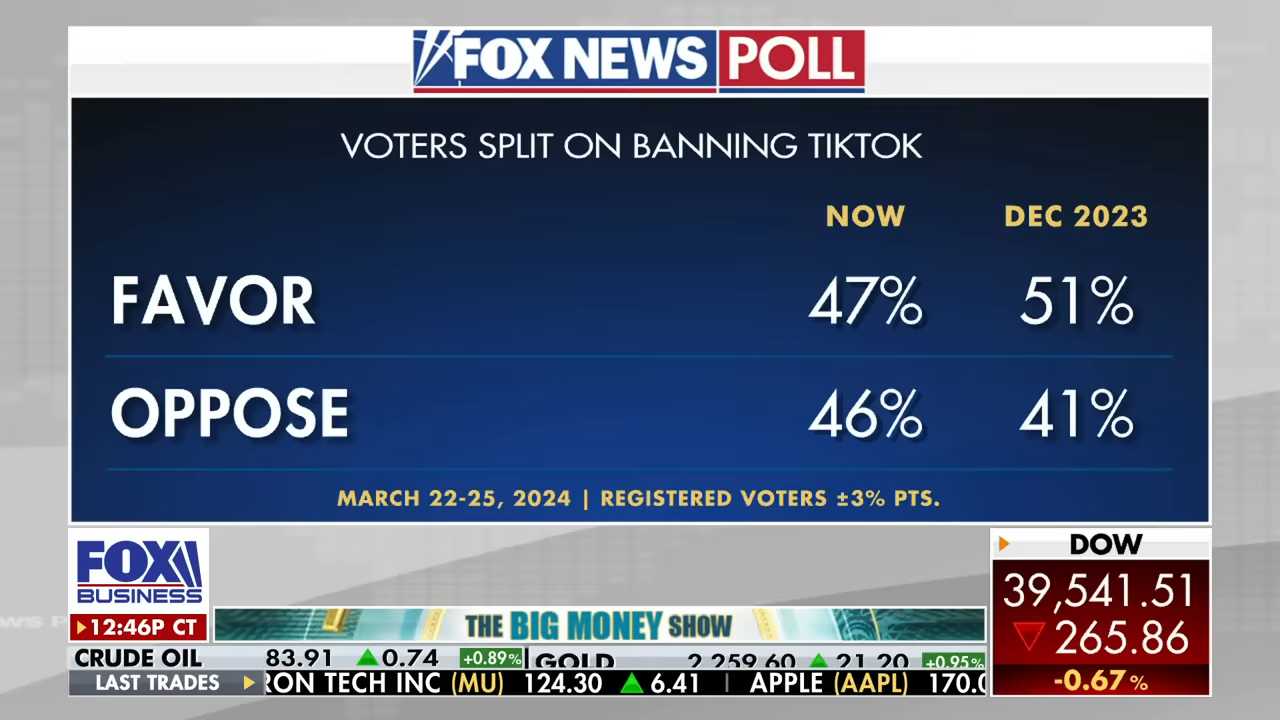 FOX NEWS POLL
VOTERS SPLIT ON BANNING TIKTOK
NOW DEC 2023
FAVOR 47% 51%
OPPOSE 46% 41%
MARCH 22-25, 2024 | REGISTERED VOTERS ±3% PTS.
FOX
BUSINESS
12:46P CT
THE BIG MONEY SHOW
CRUDE OIL 83.91 0.74 +0.89% GOLD 2,259.60 21.20 +0.95%
LAST TRADES RON TECH INC (MU) 124.30 6.41 | APPLE (AAPL) 170.0
DOW
39,541.51
265.86
-0.67%